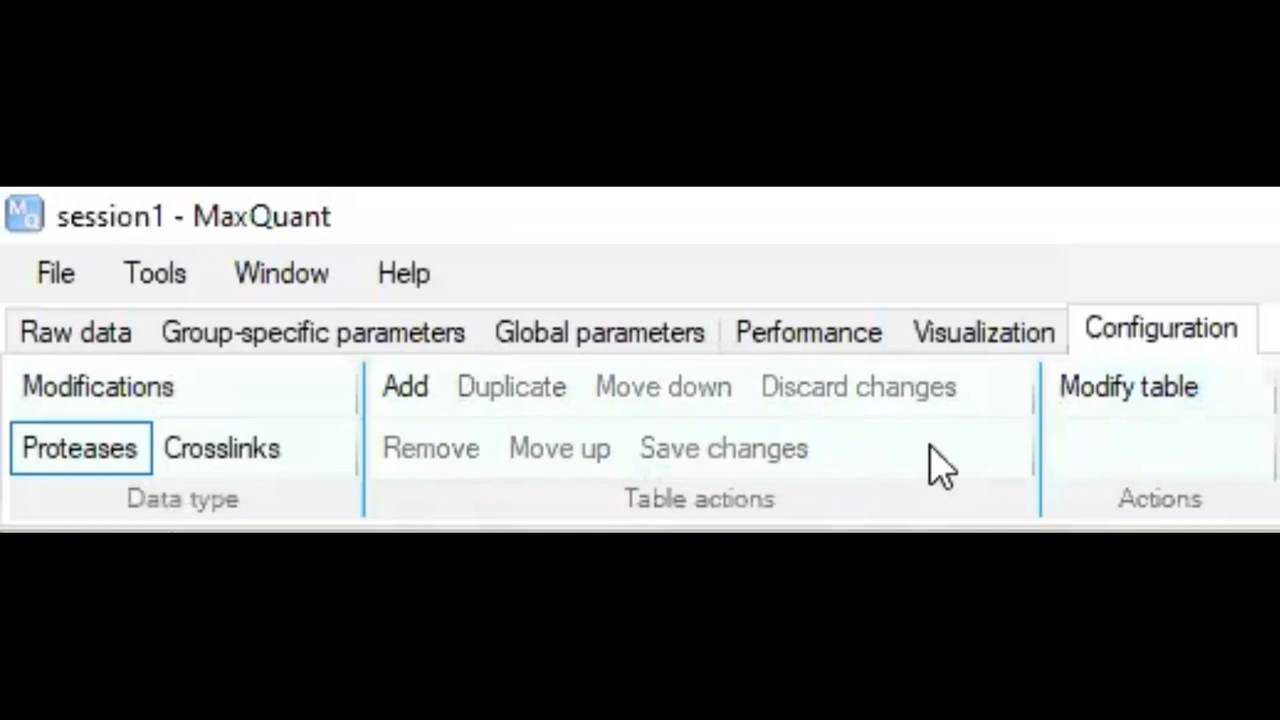 MQ session1 - MaxQuant
File Tools Window Help
Raw data Group-specific parameters Global parameters Performance Visualization Configuration
Modifications Add Duplicate Move down Discard changes Modify table
Proteases Crosslinks Remove Move up Save changes
Data type Table actions Actions